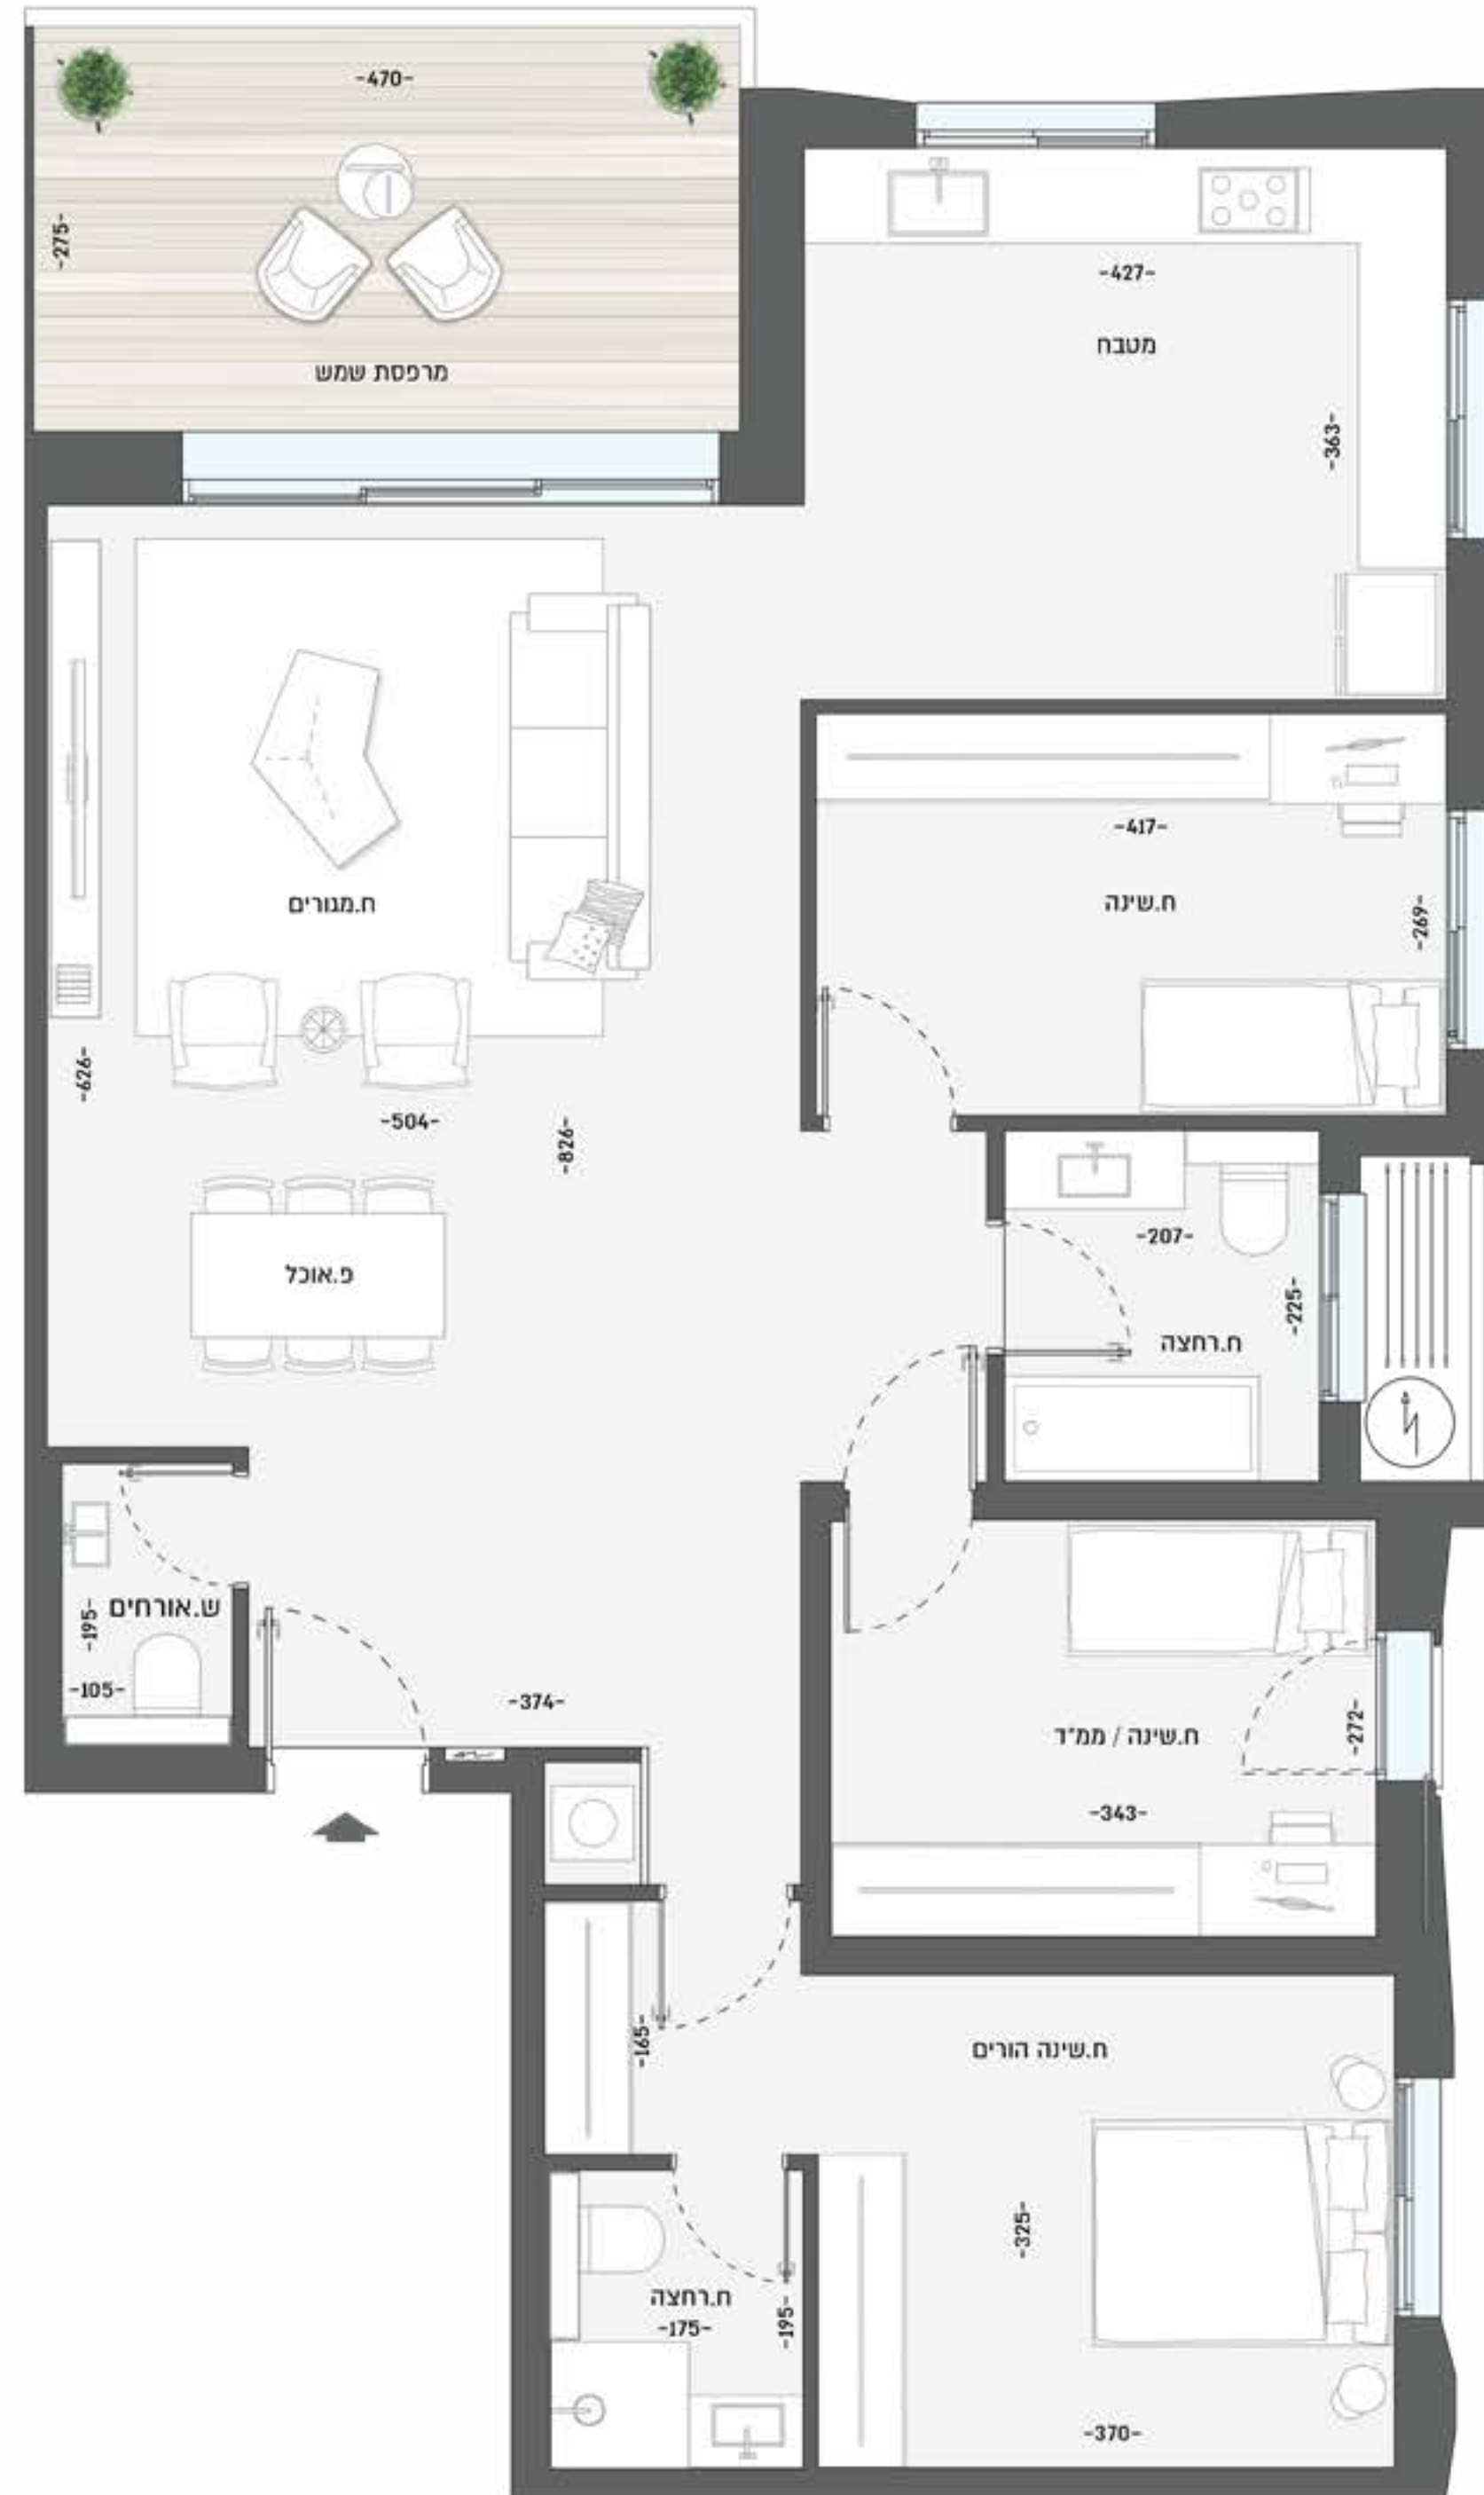 -470-
-275-
מרפסת שמש
-427-
מטבח
-363-
-417-
ח.שינה
-269-
ח.מגורים
-626-
-504-
-826-
פ.אוכל
-207-
-225-
ח.רחצה
ש.אורחים
-195-
-105-
-374-
ח.שינה / ממ"ד
-272-
-343-
-165-
ח.שינה הורים
-325-
ח.רחצה
-175-
-195-
-370-